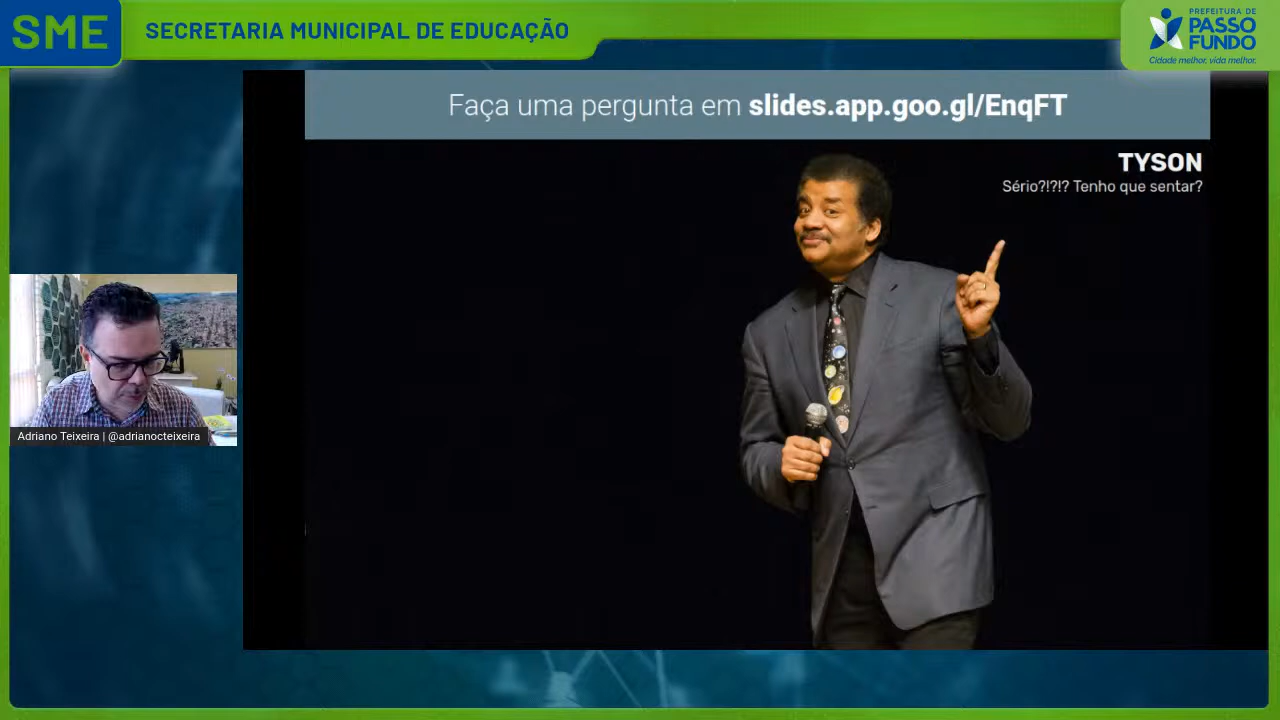 SME
SECRETARIA MUNICIPAL DE EDUCAÇÃO
PREFEITURA DE
PASSO
FUNDO
Cidade melhor, vida melhor.
Faça uma pergunta em slides.app.goo.gl/EnqFT
TYSON
Sério?!?!? Tenho que sentar?
Adriano Teixeira | @adrianocteixeira